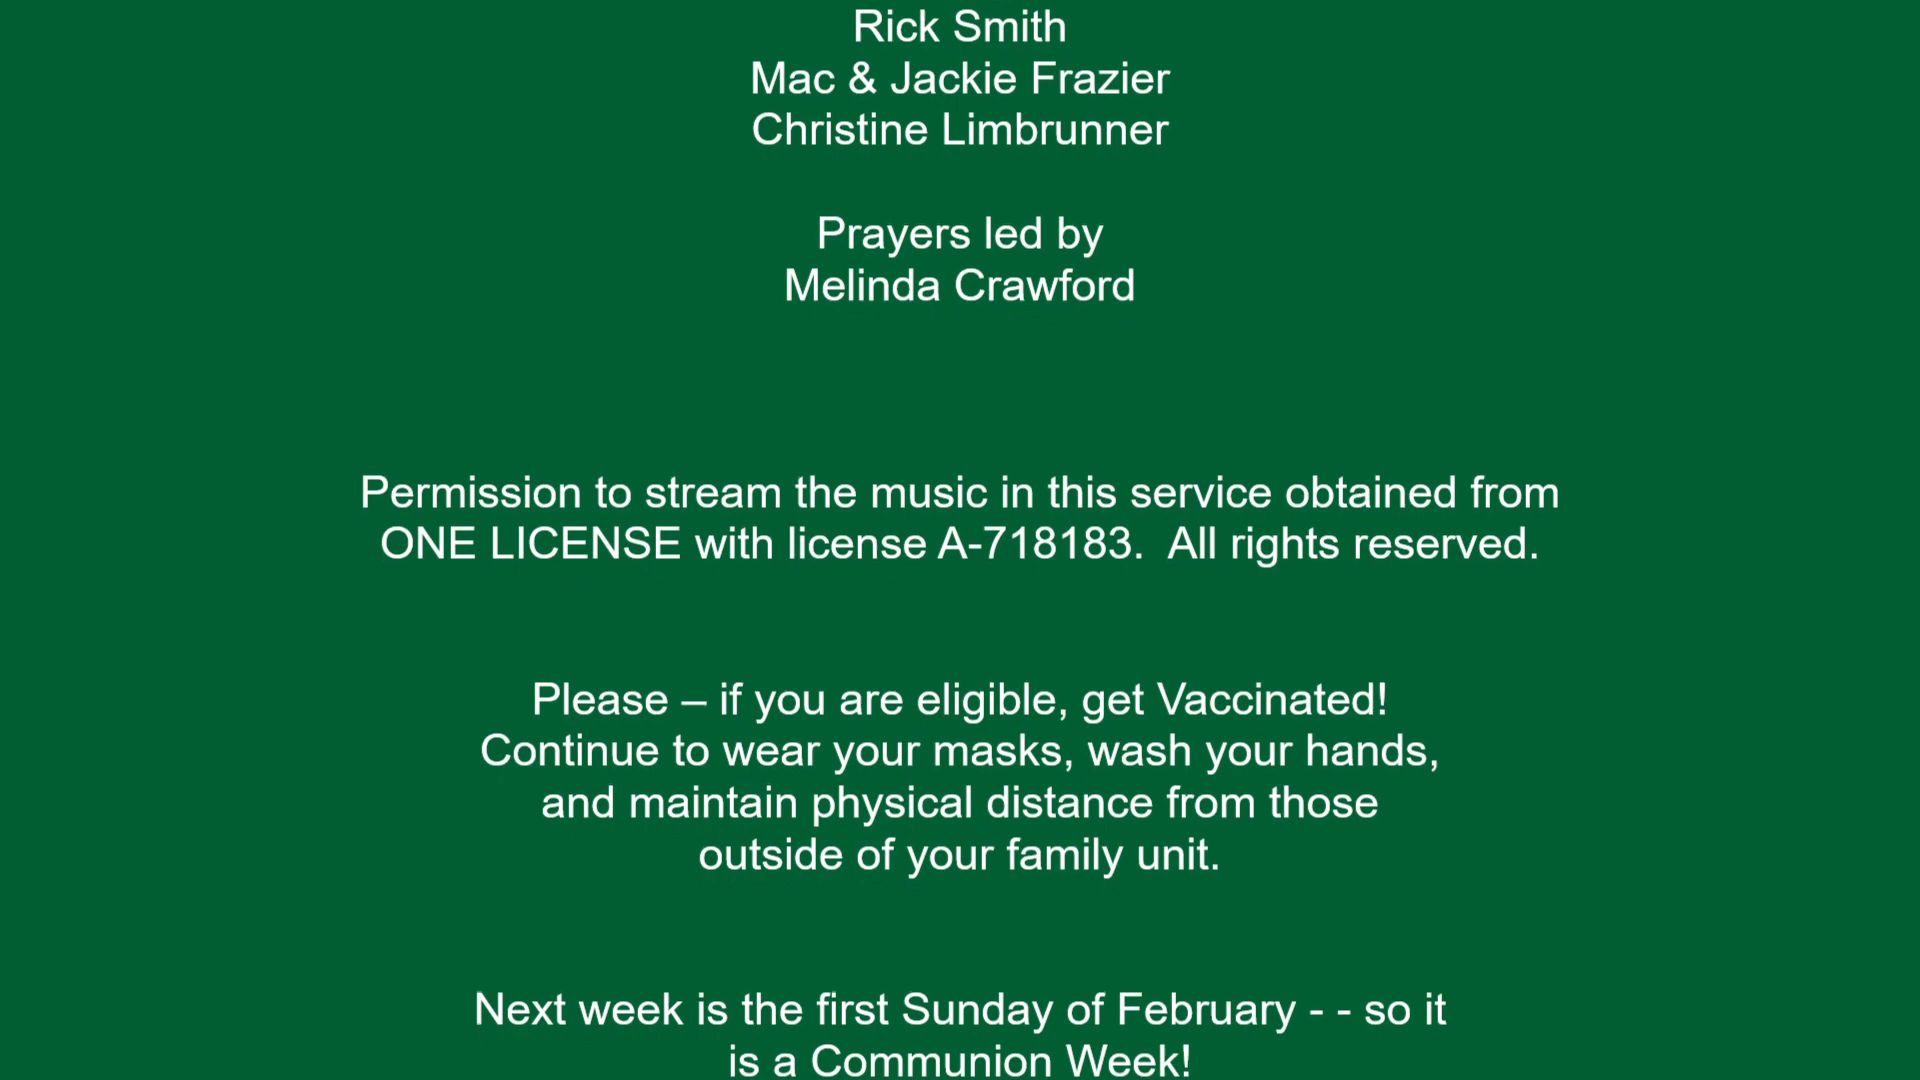 Rick Smith
Mac & Jackie Frazier
Christine Limbrunner
Prayers led by
Melinda Crawford
Permission to stream the music in this service obtained from
ONE LICENSE with license A-718183.  All rights reserved.
Please – if you are eligible, get Vaccinated!
Continue to wear your masks, wash your hands,
and maintain physical distance from those
outside of your family unit.
Next week is the first Sunday of February - - so it
is a Communion Week!